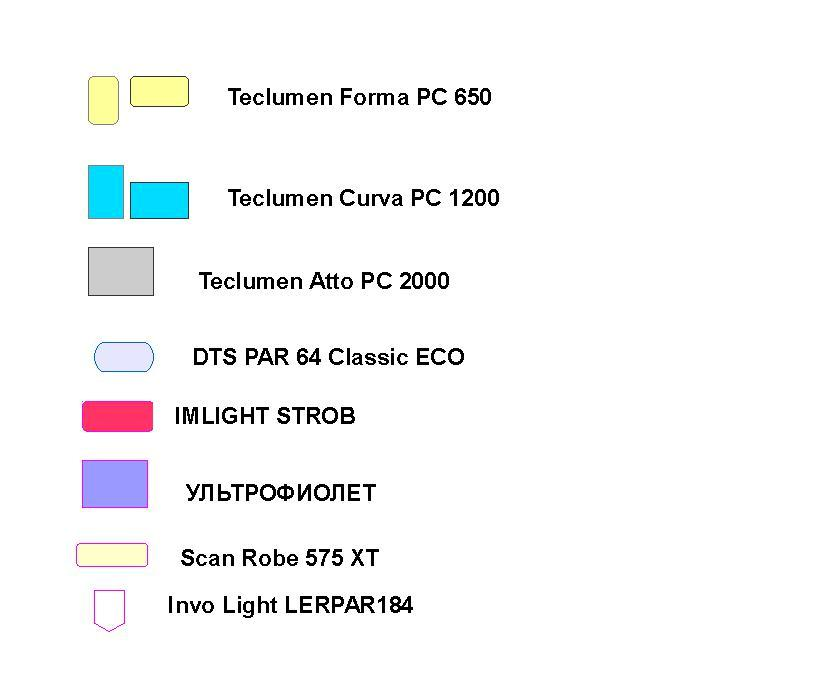 Teclumen Forma PC 650
Teclumen Curva PC 1200
Teclumen Atto PC 2000
DTS PAR 64 Classic ECO
IMLIGHT STROB
УЛЬТРОФИОЛЕТ
Scan Robe 575 XT
Invo Light LERPAR184